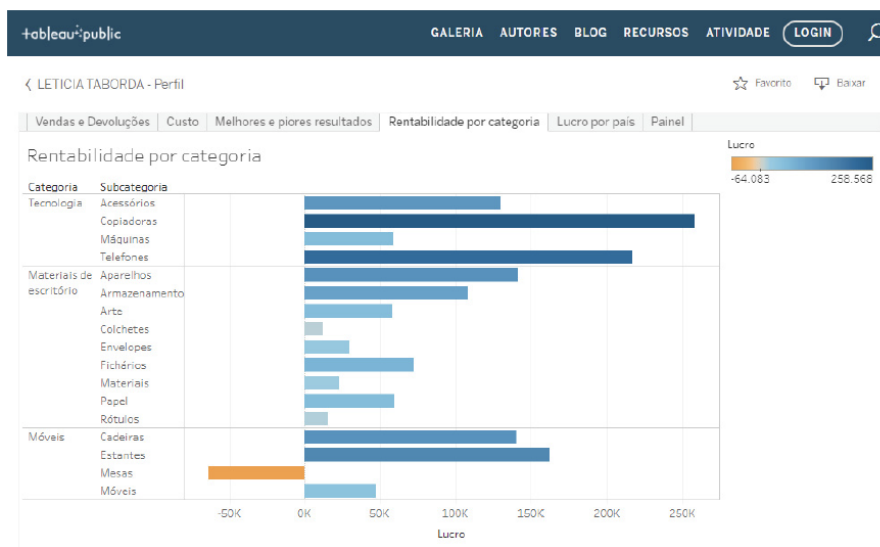 +ableau public
GALERIA AUTORES BLOG RECURSOS ATIVIDADE LOGIN
LETICIA TABORDA - Perfil
Favorito Baixar
Vendas e Devoluções Custo Melhores e piores resultados Rentabilidade por categoria Lucro por país Painel
Rentabilidade por categoria
Lucro
-64.083 258.568
Categoria Subcategoria
Tecnologia Acessórios
Copiadoras
Máquinas
Telefones
Materiais de Aparelhos
escritório Armazenamento
Arte
Colchetes
Envelopes
Fichários
Materiais
Papel
Rótulos
Móveis Cadeiras
Estantes
Mesas
Móveis
-50K 0K 50K 100K 150K 200K 250K
Lucro